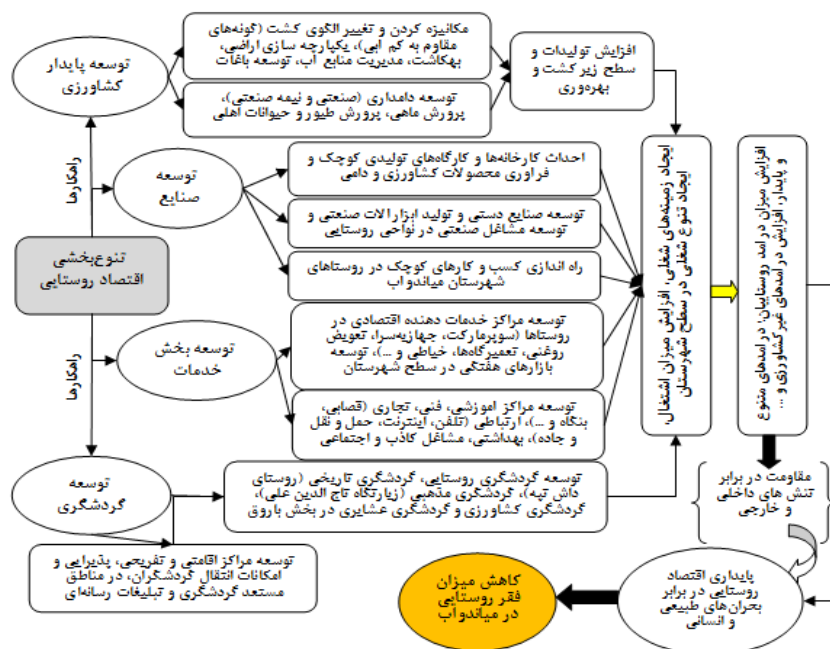 توسعه پایدار
کشاورزی
مکانیزه کردن و تغییر الگوی کشت (گونه‌های
مقاوم به کم آبی)، یکپارچه سازی اراضی،
بهکاشت، مدیریت منابع آب، توسعه باغات
توسعه دامداری (صنعتی و نیمه صنعتی)،
پرورش ماهی، پرورش طیور و حیوانات اهلی
افزایش تولیدات و
سطح زیر کشت و
بهره‌وری
راهکارها
توسعه
صنایع
احداث کارخانه‌ها و کارگاه‌های تولیدی کوچک و
فراوری محصولات کشاورزی و دامی
توسعه صنایع دستی و تولید ابزارالات صنعتی و
توسعه مشاغل صنعتی در نواحی روستایی
راه اندازی کسب و کارهای کوچک در روستاهای
شهرستان میاندواب
تنوع‌بخشی
اقتصاد روستایی
راهکارها
توسعه بخش
خدمات
توسعه مراکز خدمات دهنده اقتصادی در
روستاها (سوپرمارکت، جهازیه‌سرا، تعویض
روغنی، تعمیرگاه‌ها، خیاطی و ...)، توسعه
بازارهای هفتگی در سطح شهرستان
توسعه مراکز آموزشی، فنی، تجاری (قصابی،
بنگاه و ...)، ارتباطی (تلفن، اینترنت، حمل و نقل
و جاده)، بهداشتی، مشاغل کاذب و اجتماعی
توسعه
گردشگری
توسعه گردشگری روستایی، گردشگری تاریخی (روستای
داش تپه)، گردشگری مذهبی (زیارتگاه تاج الدین علی)،
گردشگری کشاورزی و گردشگری عشایری در بخش باروق
توسعه مراکز اقامتی و تفریحی، پذیرایی و
امکانات انتقال گردشگران، در مناطق
مستعد گردشگری و تبلیغات رسانه‌ای
ایجاد زمینه‌های شغلی، افزایش میزان اشتغال،
ایجاد تنوع شغلی در سطح شهرستان
افزایش میزان درآمد روستاییان؛ درآمدهای متنوع
و پایدار، افزایش درآمدهای غیرکشاورزی و ...
مقاومت در برابر
تنش های داخلی
و خارجی
پایداری اقتصاد
روستایی در برابر
بحران‌های طبیعی
و انسانی
کاهش میزان
فقر روستایی
در میاندواب